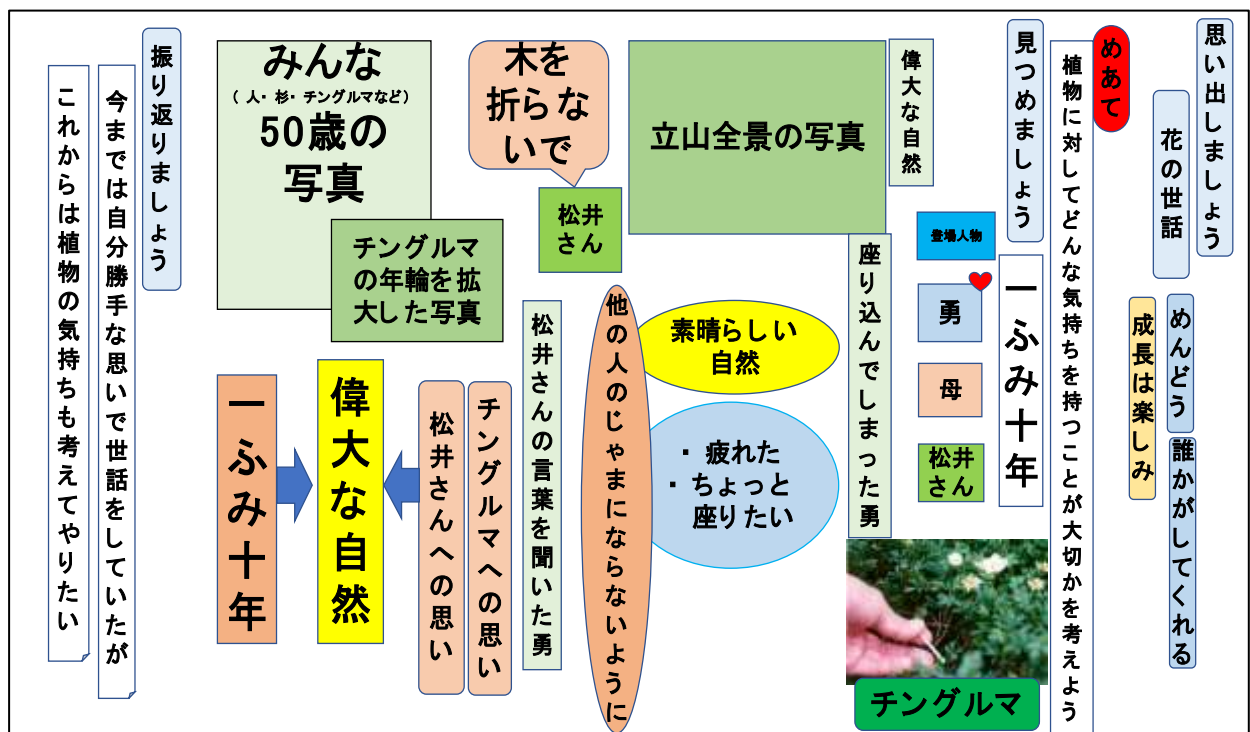 思い出しましょう
花の世話
めんどう
誰かがしてくれる
成長は楽しみ
めあて
植物に対してどんな気持ちを持つことが大切かを考えよう
見つめましょう
一ふみ十年
登場人物
勇
母
松井
さん
偉大な自然
立山全景の写真
座り込んでしまった勇
チングルマ
素晴らしい
自然
・疲れた
・ちょっと
座りたい
他の人のじゃまにならないように
木を
折らな
いで
松井
さん
松井さんの言葉を聞いた勇
チングルマへの思い
松井さんへの思い
みんな
(人・杉・チングルマなど)
50歳の
写真
チングルマ
の年輪を拡
大した写真
偉大な自然
一ふみ十年
振り返りましょう
今までは自分勝手な思いで世話をしていたが
これからは植物の気持ちも考えてやりたい